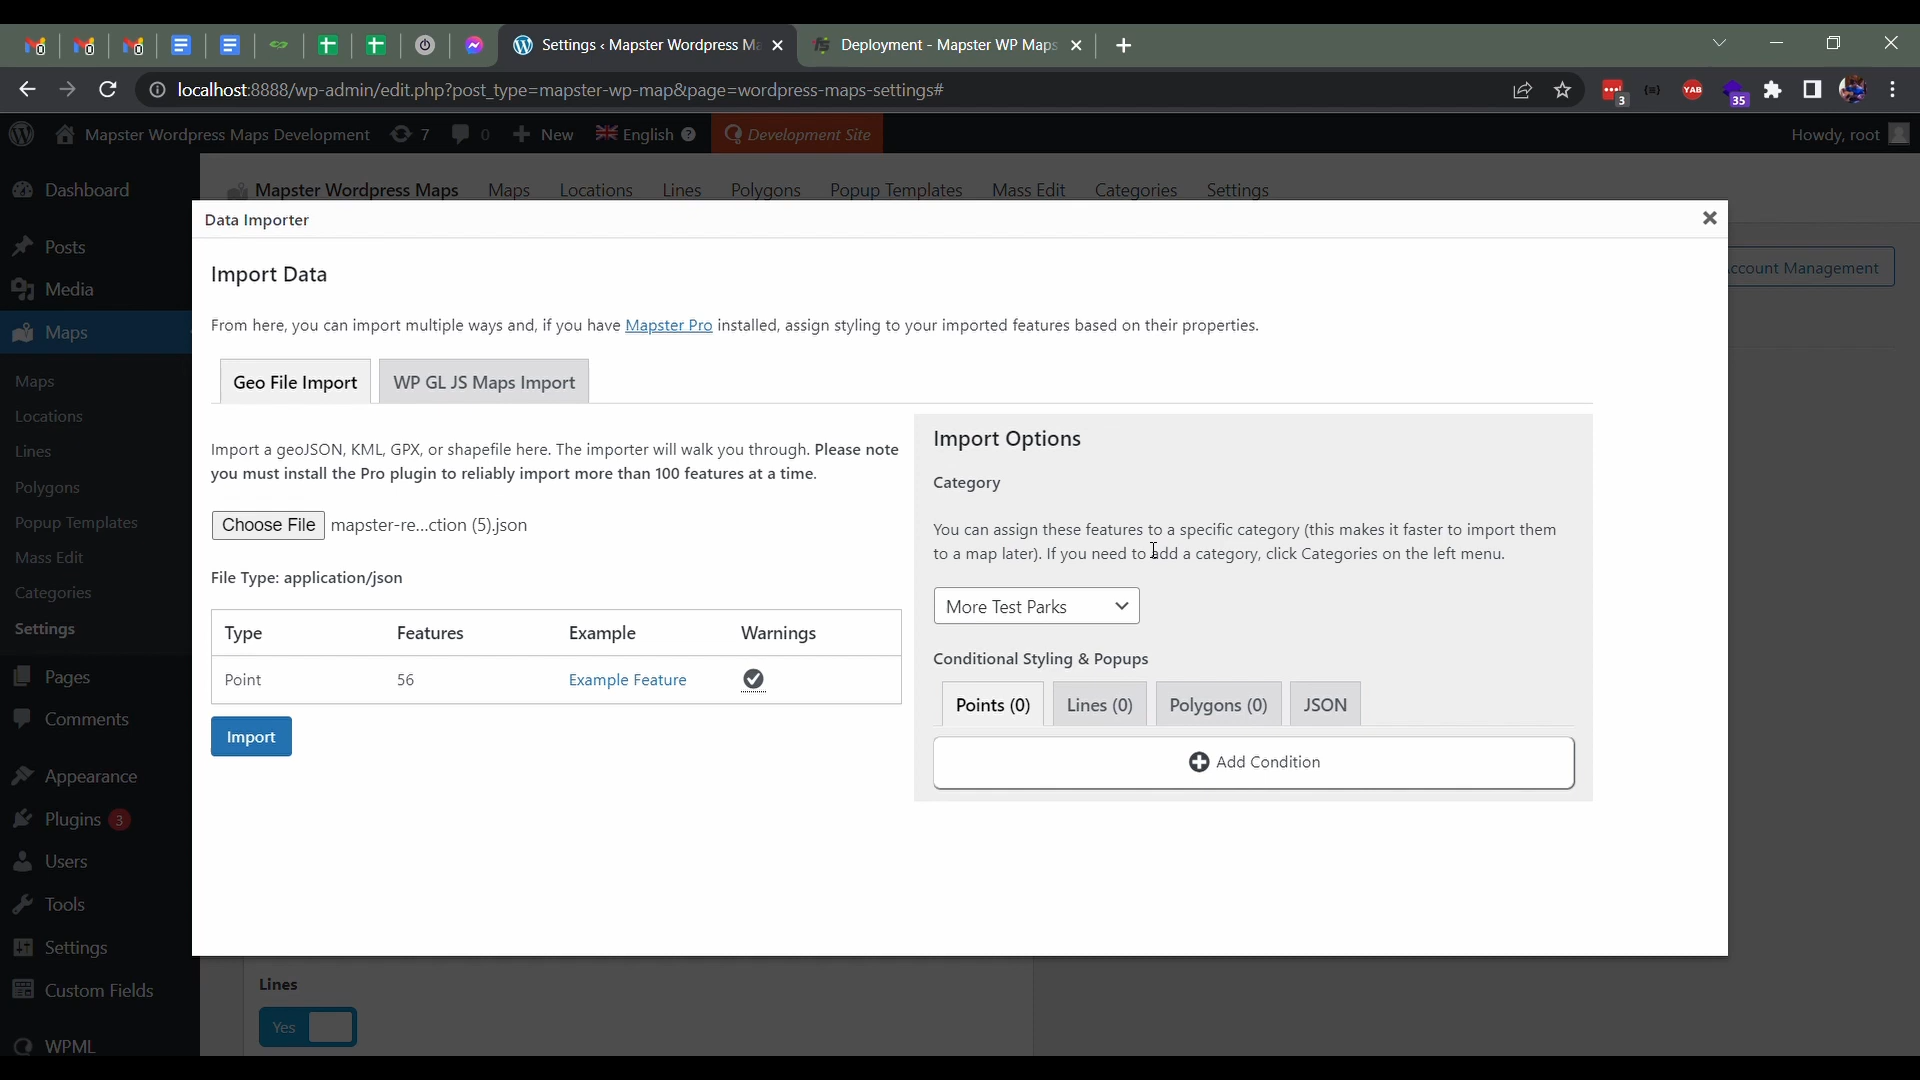 Settings ‹ Mapster Wordpress Ma
Deployment - Mapster WP Maps
localhost:8888/wp-admin/edit.php?post_type=mapster-wp-map&page=wordpress-maps-settings#
3
YAB
35
Mapster Wordpress Maps Development
7
0
New
English
Development Site
Howdy, root
Dashboard
Posts
Media
Maps
Maps
Locations
Lines
Polygons
Popup Templates
Mass Edit
Categories
Settings
Pages
Comments
Appearance
Plugins 3
Users
Tools
Settings
Custom Fields
WPML
Mapster Wordpress Maps
Maps
Locations
Lines
Polygons
Popup Templates
Mass Edit
Categories
Settings
ccount Management
Data Importer
Import Data
From here, you can import multiple ways and, if you have Mapster Pro installed, assign styling to your imported features based on their properties.
Geo File Import
WP GL JS Maps Import
Import a geoJSON, KML, GPX, or shapefile here. The importer will walk you through. Please note
you must install the Pro plugin to reliably import more than 100 features at a time.
Choose File mapster-re...ction (5).json
File Type: application/json
Type Features Example Warnings
Point 56 Example Feature
Import
Import Options
Category
You can assign these features to a specific category (this makes it faster to import them
to a map later). If you need to add a category, click Categories on the left menu.
More Test Parks
Conditional Styling & Popups
Points (0)
Lines (0)
Polygons (0)
JSON
Add Condition
Lines
Yes